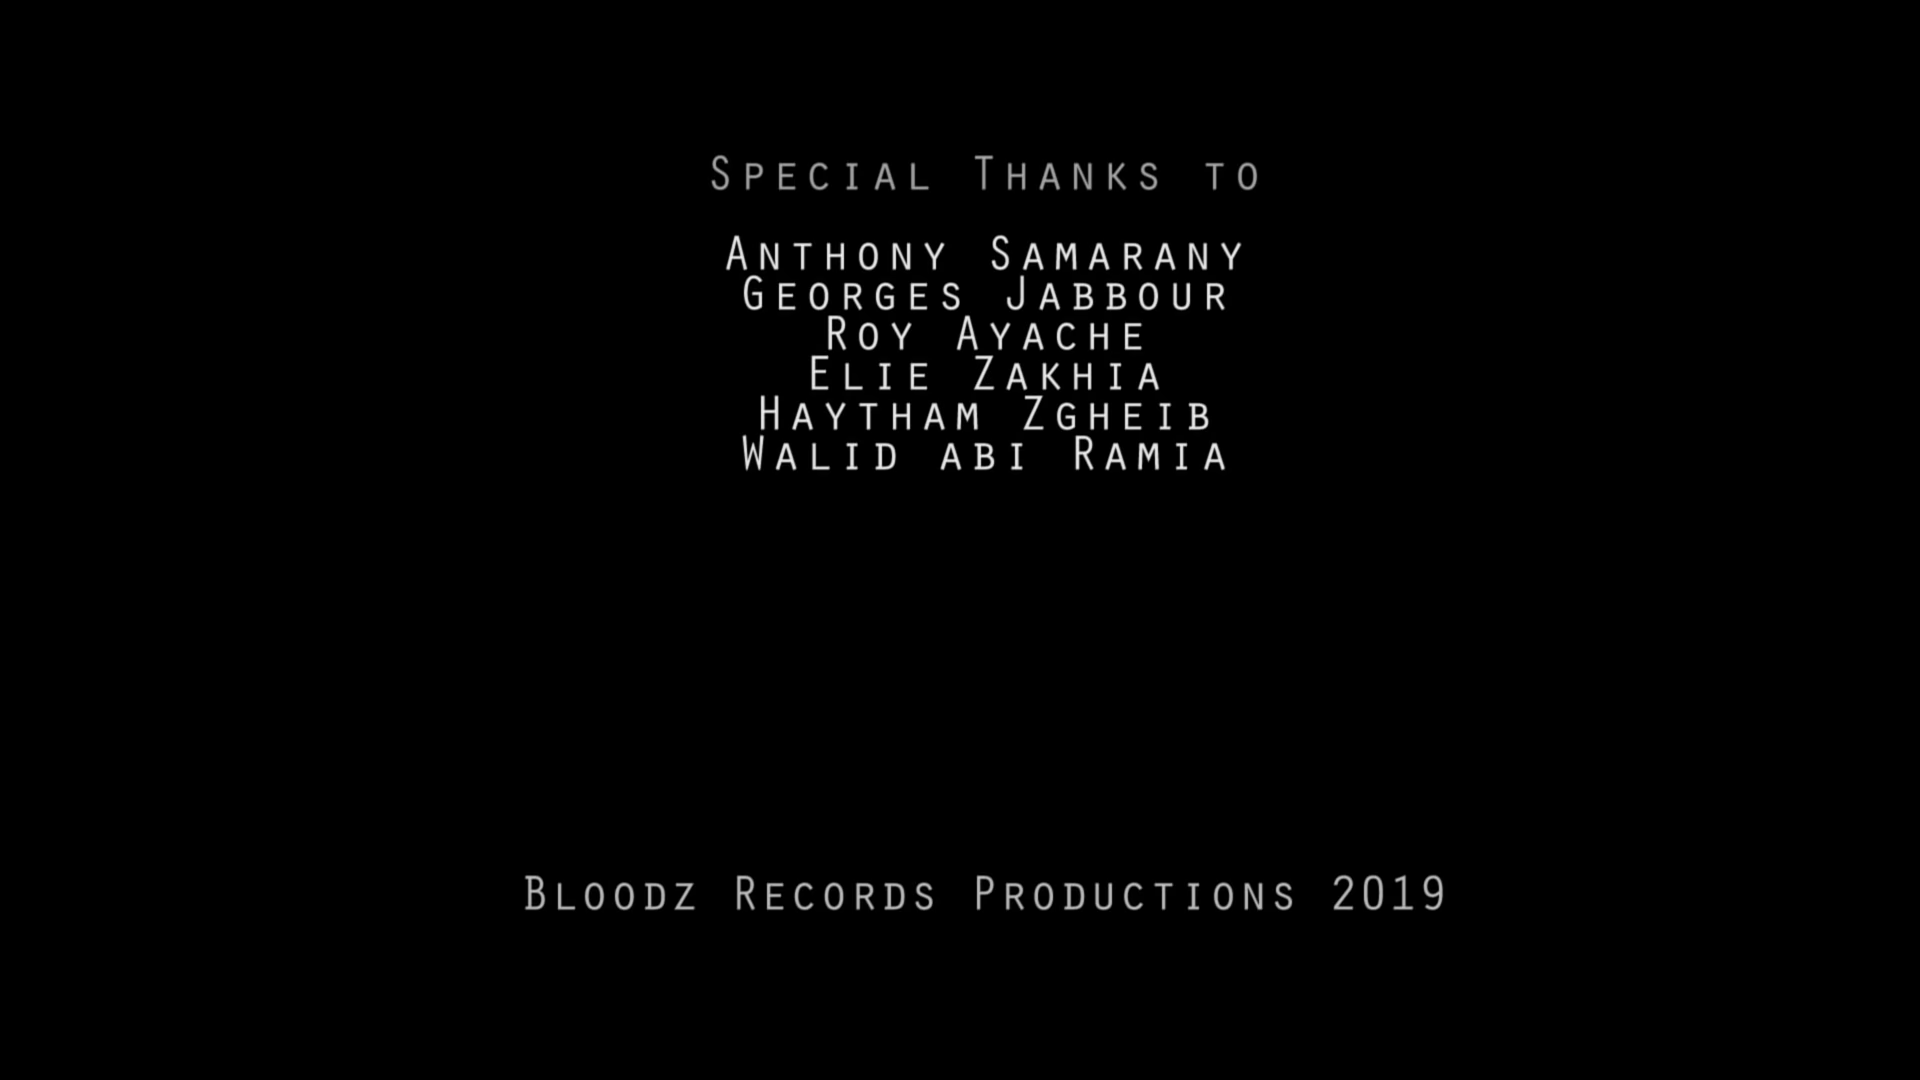 Special Thanks to
Anthony Samarany
Georges Jabbour
Roy Ayache
Elie Zakhia
Haytham Zgheib
Walid abi Ramia
Bloodz Records Productions 2019